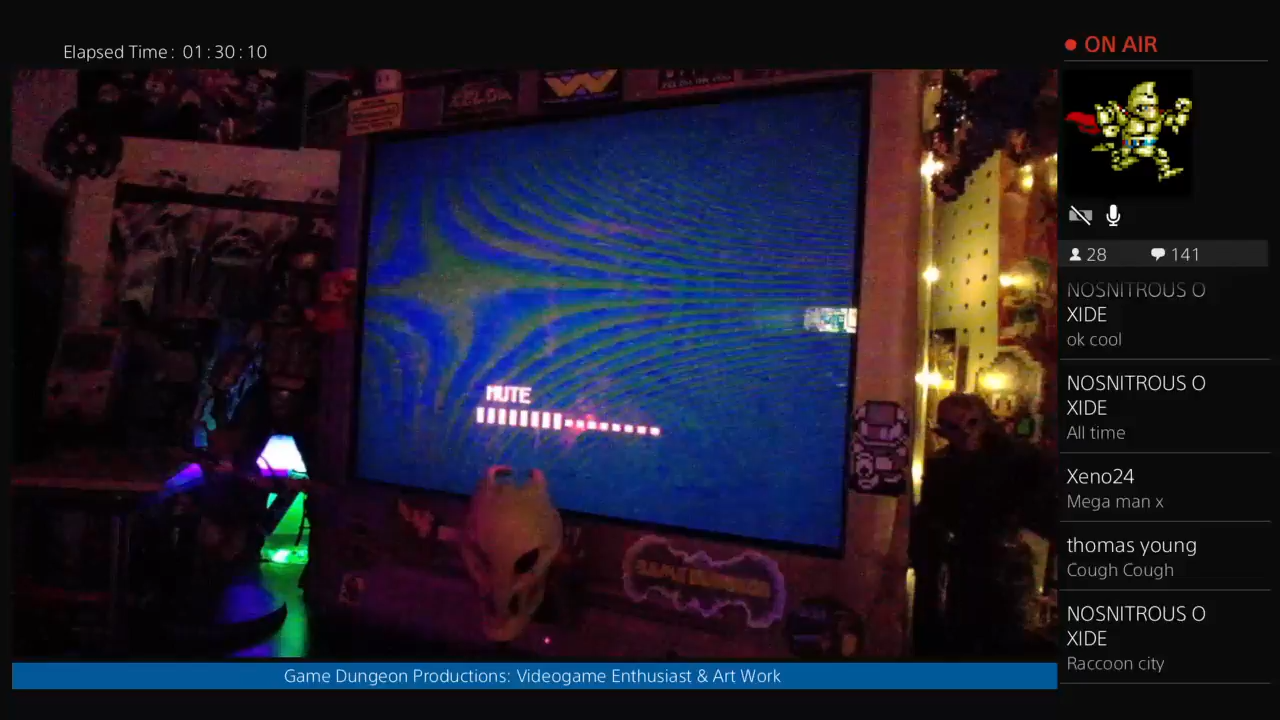 Elapsed Time: 01:30:10
ON AIR
28
141
NOSNITROUS O
XIDE
ok cool
NOSNITROUS O
XIDE
All time
Xeno24
Mega man x
thomas young
Cough Cough
NOSNITROUS O
XIDE
Raccoon city
MUTE
Game Dungeon Productions: Videogame Enthusiast & Art Work